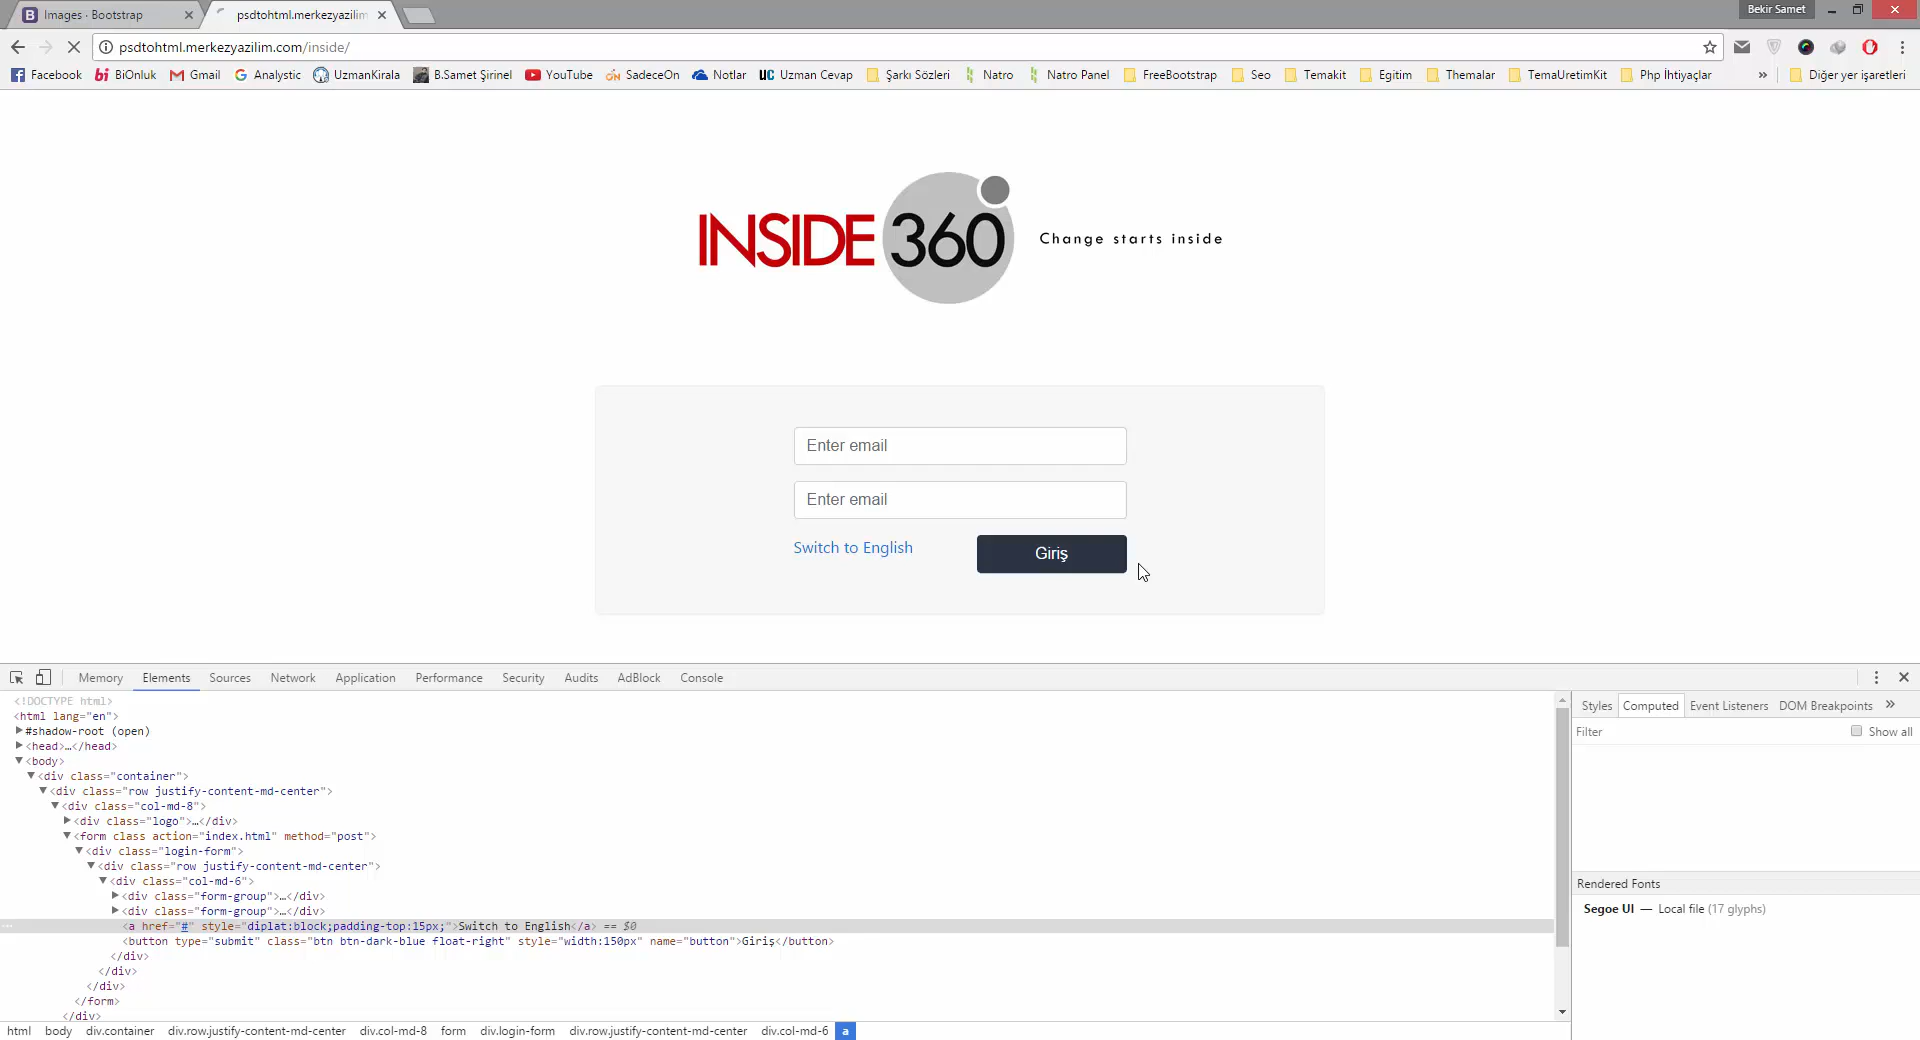 Images · Bootstrap
psdtohtml.merkezyazilim
Bekir Samet
psdtohtml.merkezyazilim.com/inside/
Facebook BiOnluk Gmail Analystic UzmanKirala B.Samet Şirinel YouTube SadeceOn Notlar Uzman Cevap Şarkı Sözleri Natro Natro Panel FreeBootstrap Seo Temakit Egitim Themalar TemaUretimKit Php İhtiyaçlar » Diğer yer işaretleri
INSIDE 360 Change starts inside
Enter email
Enter email
Switch to English Giriş
Memory Elements Sources Network Application Performance Security Audits AdBlock Console
<!DOCTYPE html>
<html lang="en">
#shadow-root (open)
<head>…</head>
<body>
<div class="container">
<div class="row justify-content-md-center">
<div class="col-md-8">
<div class="logo">…</div>
<form class action="index.html" method="post">
<div class="login-form">
<div class="row justify-content-md-center">
<div class="col-md-6">
<div class="form-group">…</div>
<div class="form-group">…</div>
<a href="#" style="diplat:block;padding-top:15px;">Switch to English</a> == $0
<button type="submit" class="btn btn-dark-blue float-right" style="width:150px" name="button">Giriş</button>
</div>
</div>
</div>
</form>
</div>
html body div.container div.row.justify-content-md-center div.col-md-8 form div.login-form div.row.justify-content-md-center div.col-md-6 a
Styles Computed Event Listeners DOM Breakpoints »
Filter Show all
Rendered Fonts
Segoe UI — Local file (17 glyphs)